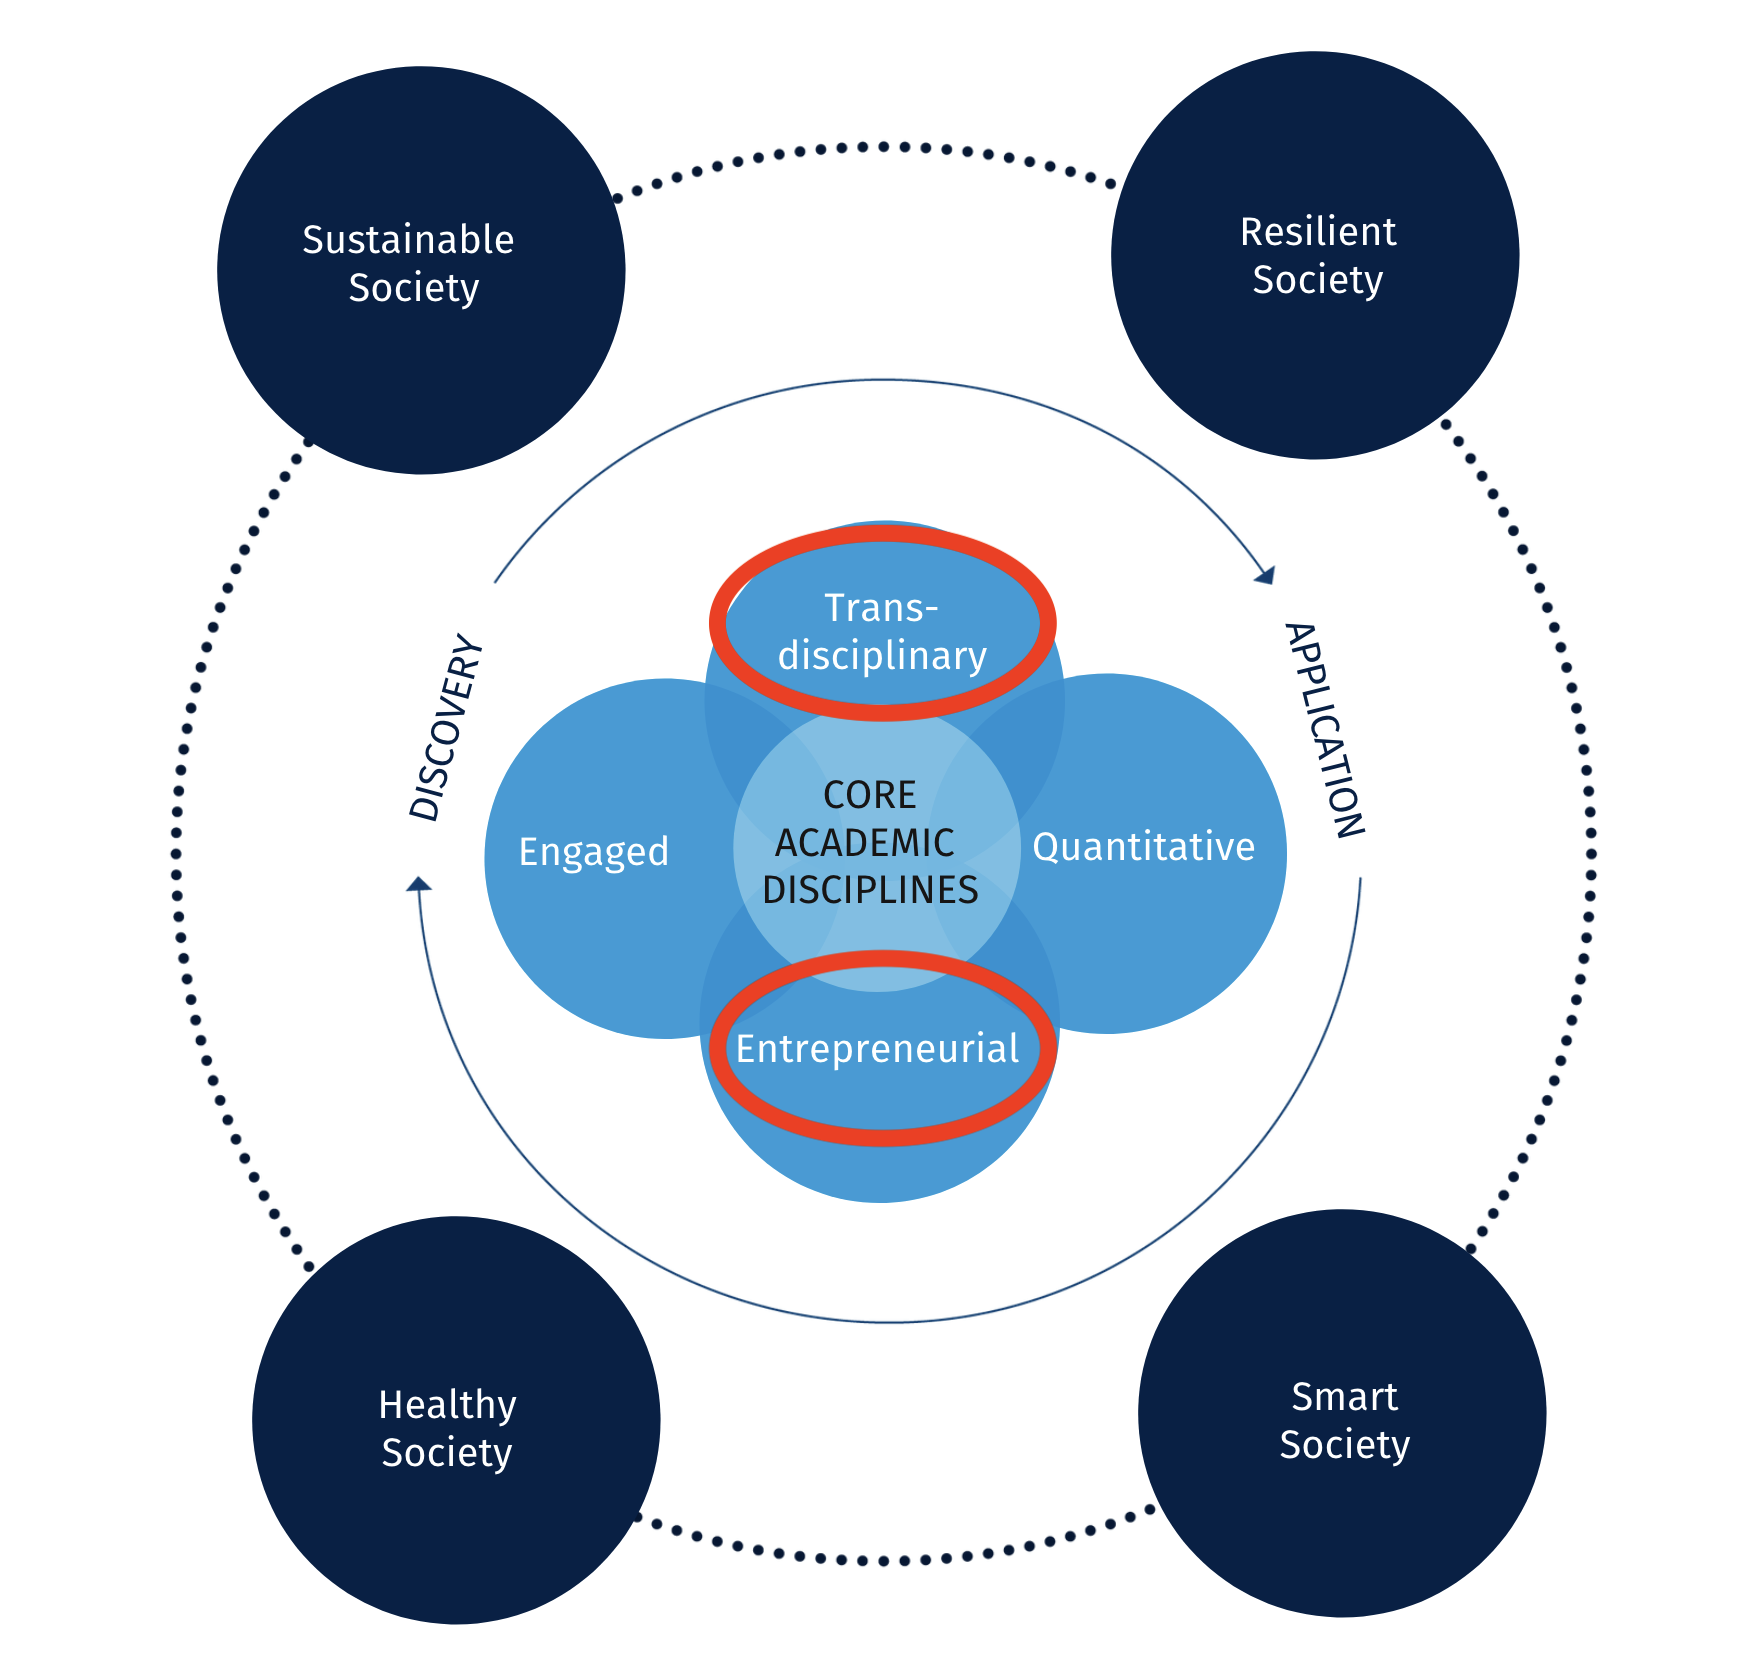 Sustainable
Society
Resilient
Society
DISCOVERY
APPLICATION
Trans-
disciplinary
Engaged
CORE
ACADEMIC
DISCIPLINES
Quantitative
Entrepreneurial
Healthy
Society
Smart
Society